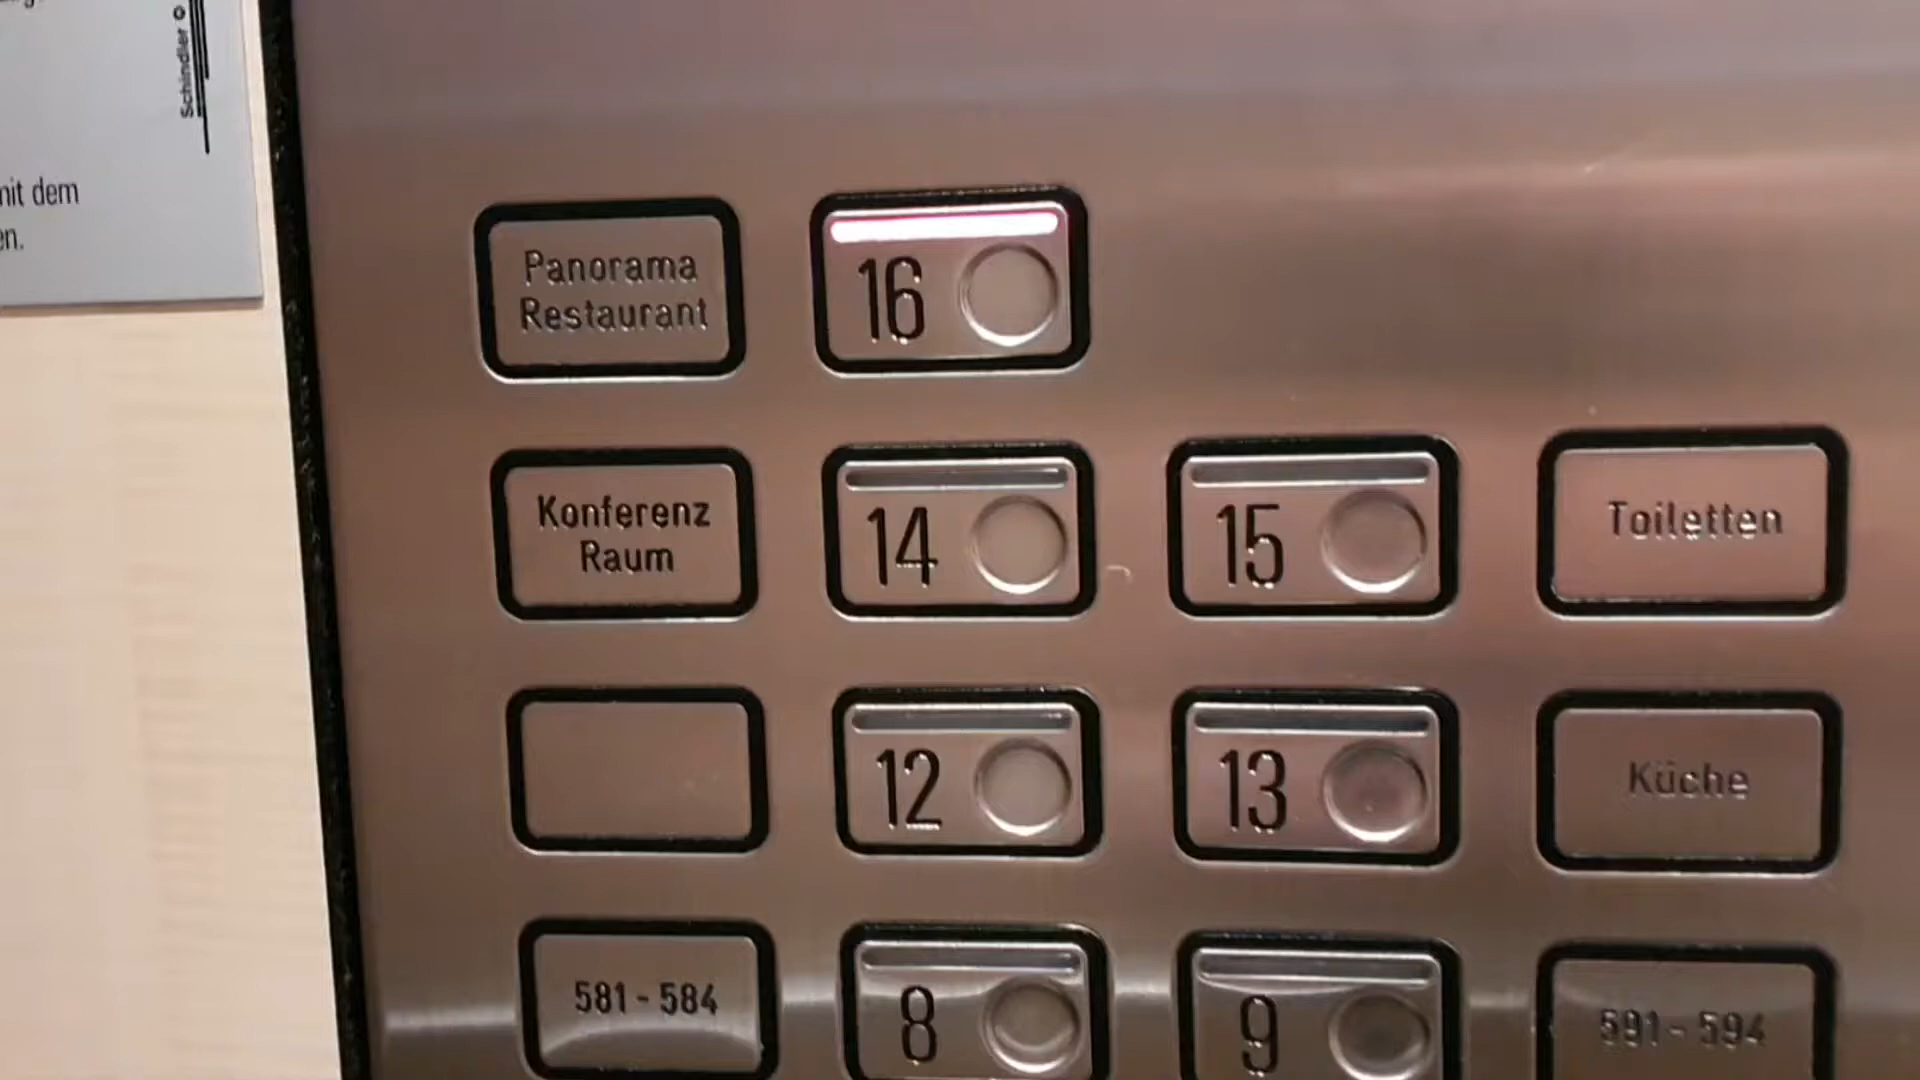 Schindler
mit dem
en.
Panorama
Restaurant
16
Konferenz
Raum
14
15
Toiletten
12
13
Küche
581 - 584
8
9
591 - 594